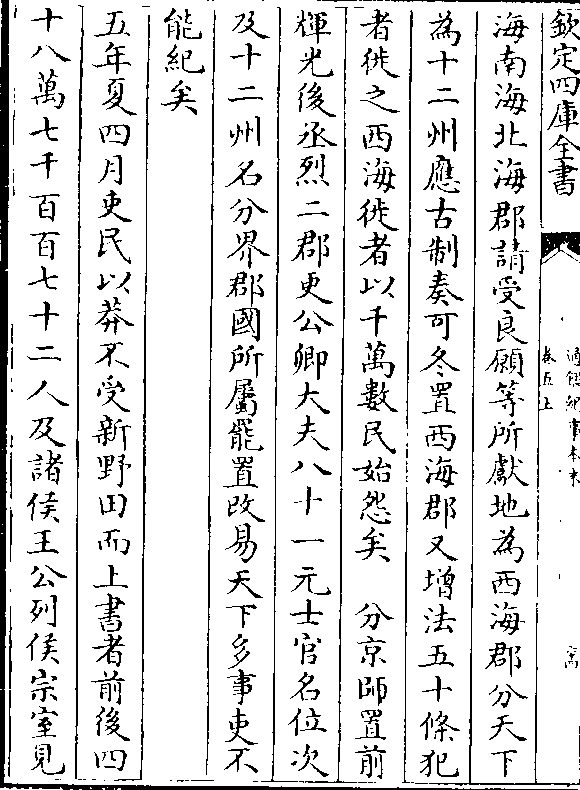 欽定四庫全書
通鑑紀事本末
卷五上
海南海北海郡請受良願等所獻地為西海郡分天下
為十二州應古制奏可冬置西海郡又增法五十條犯
者徙之西海徙者以千萬數民始怨矣　分京師置前
煇光後丞烈二郡更公卿大夫八十一元士官名位次
及十二州名分界郡國所屬罷置改易天下多事吏不
能紀矣
五年夏四月吏民以莽不受新野田而上書者前後四
十八萬七千百百七十二人及諸侯王公列侯宗室見